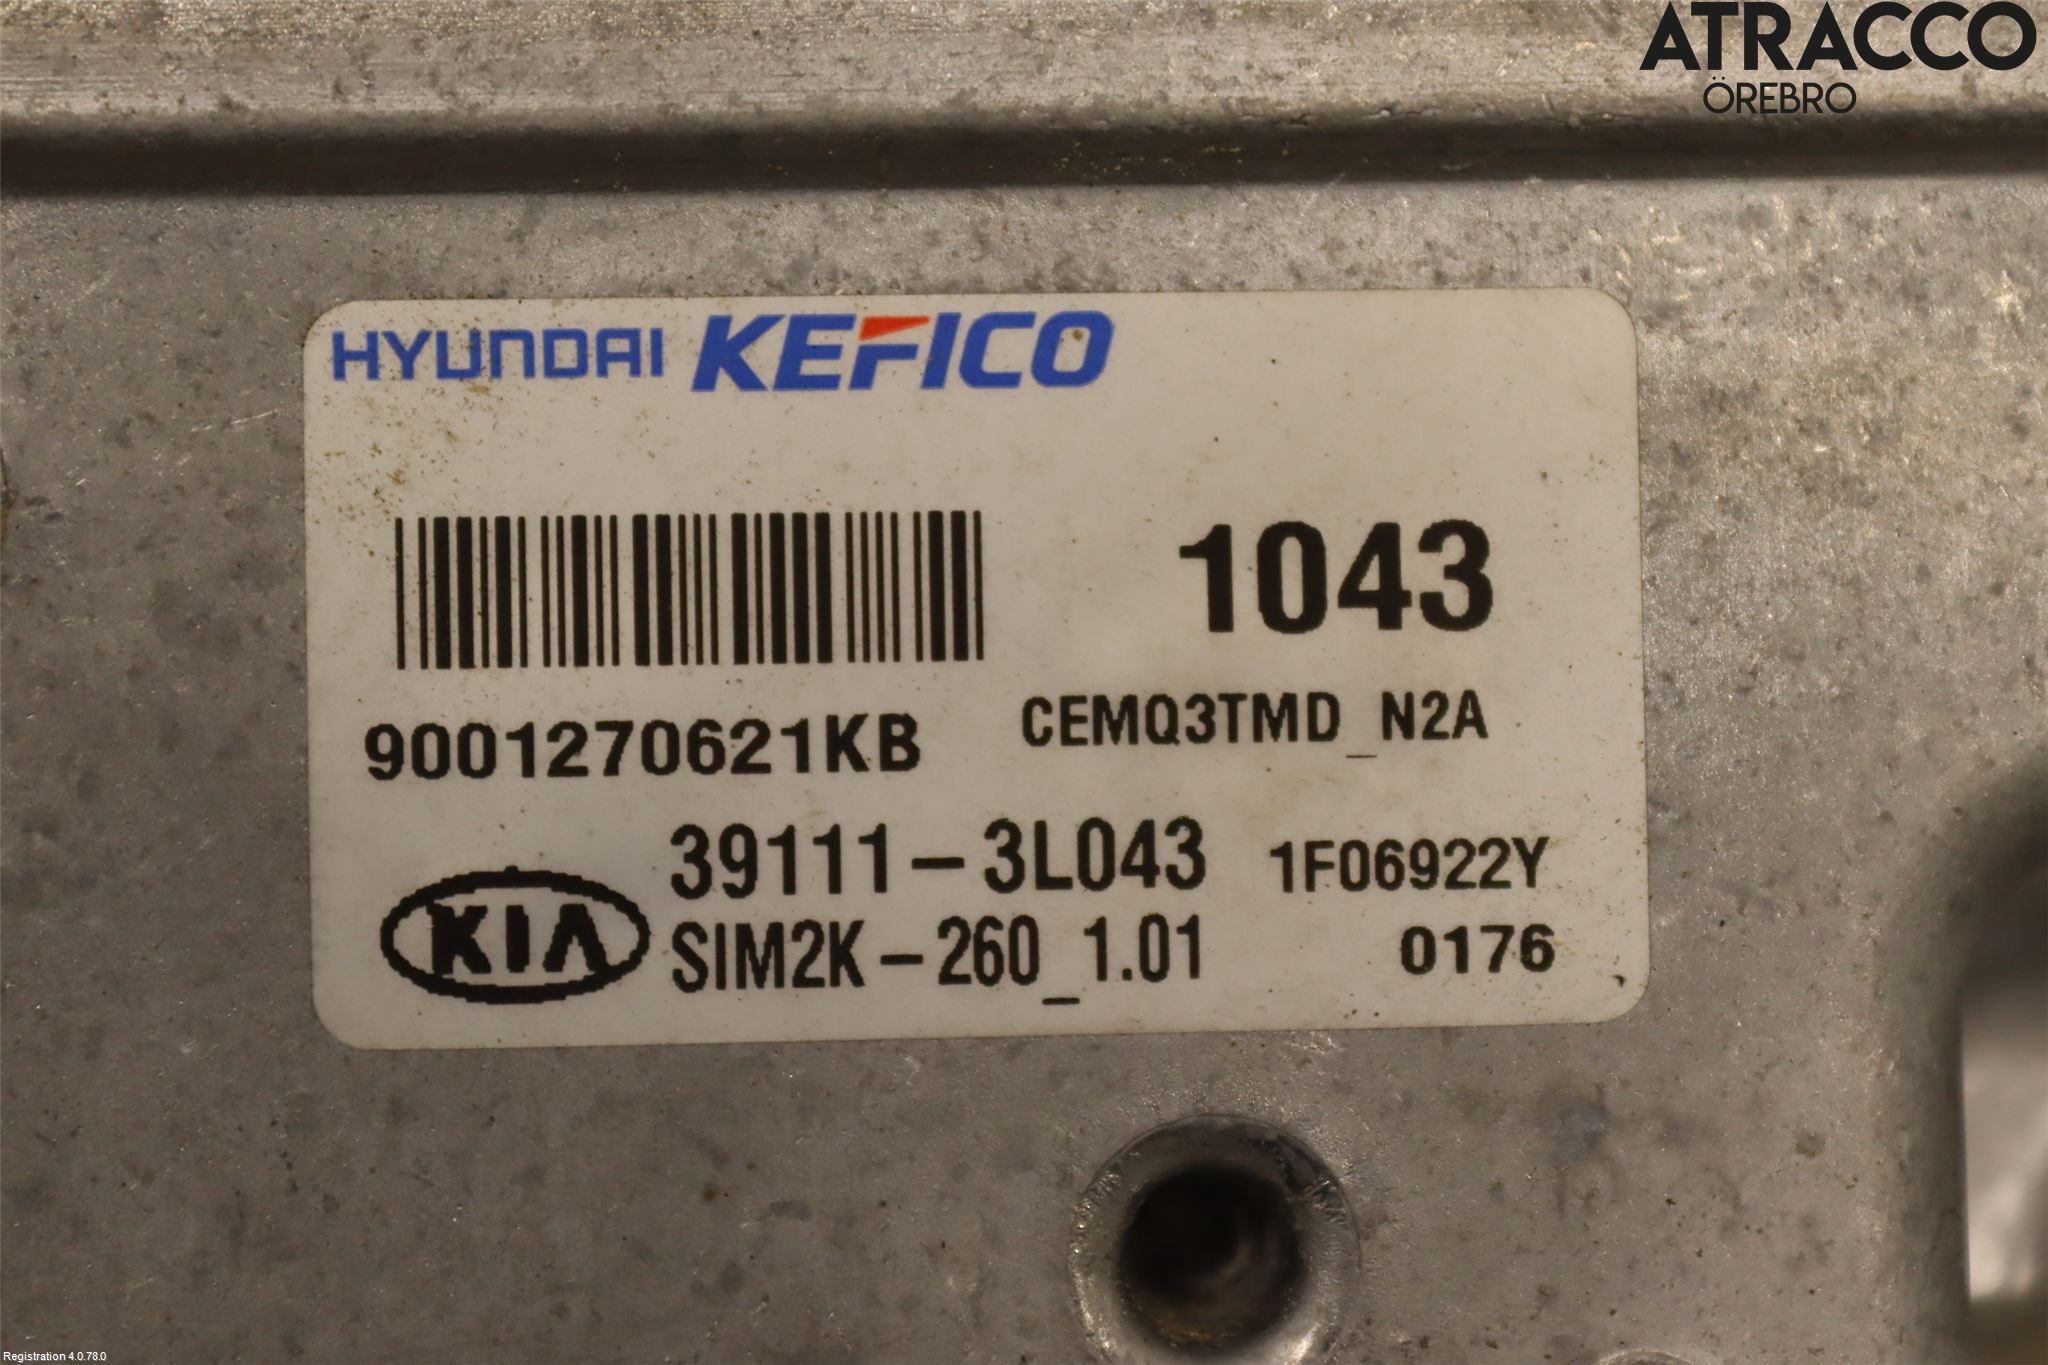 ATRACCO
ÖREBRO
HYUNDAI KEFICO
1043
9001270621KB CEMQ3TMD_N2A
39111-3L043 1F06922Y
KIA SIM2K-260_1.01 0176
Registration 4.0.78.0